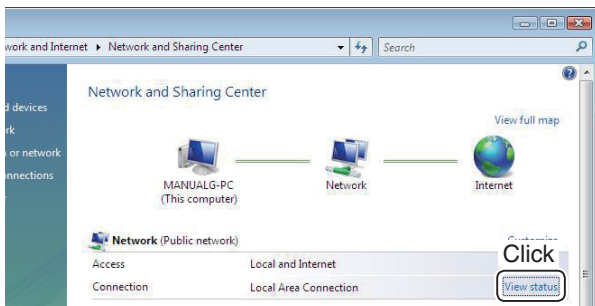 work and Internet ▸ Network and Sharing Center
Search
d devices
rk
or network
onnections
Network and Sharing Center
View full map
MANUALG-PC
(This computer)
Network
Internet
Network (Public network)
Customize
Click
Access
Local and Internet
Connection
Local Area Connection
View status